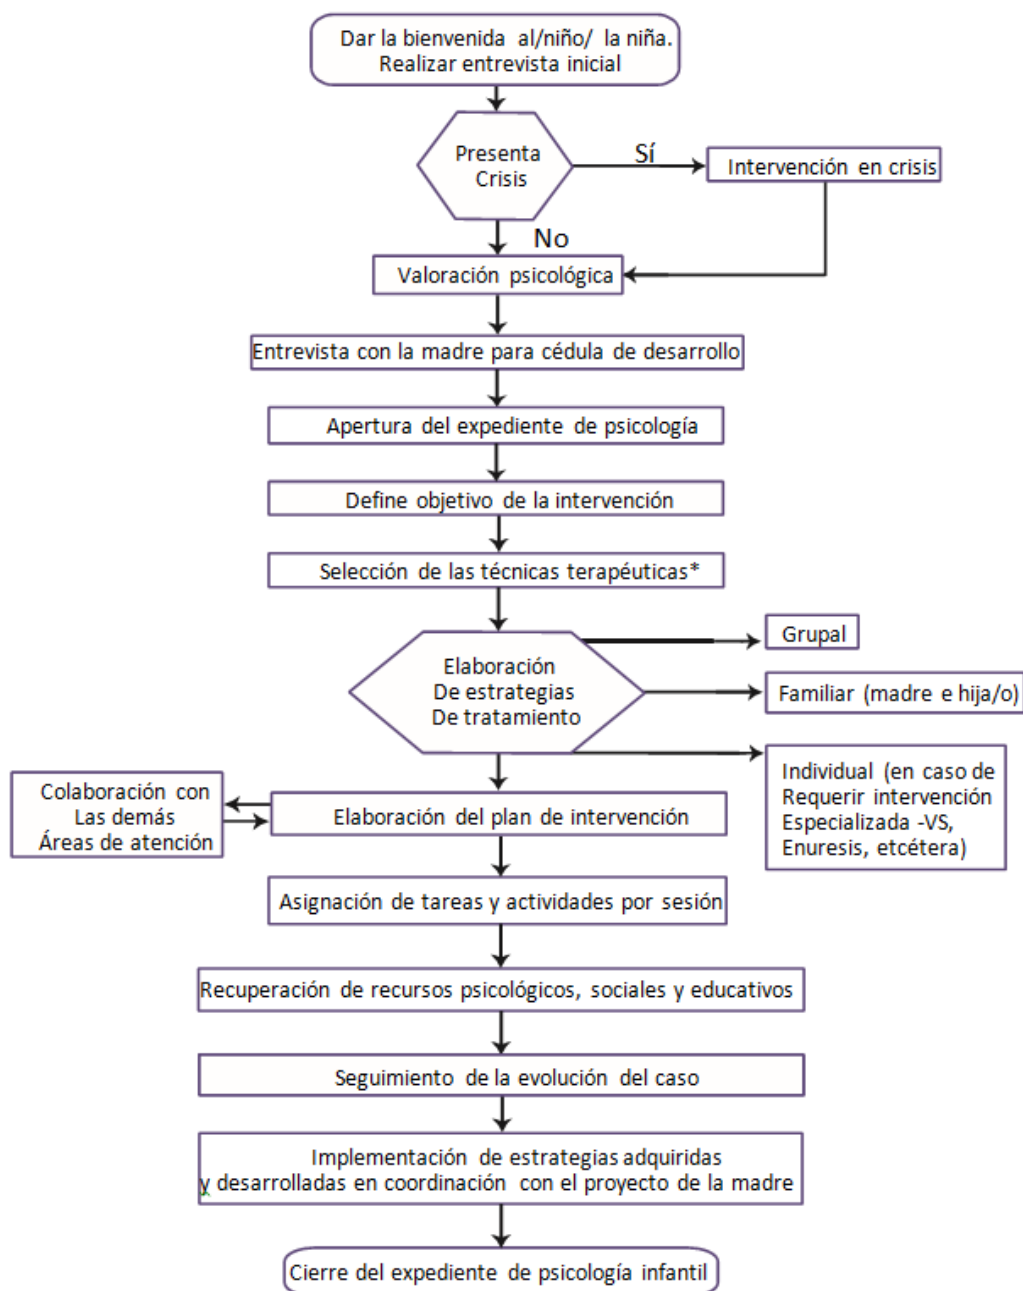 Dar la bienvenida al/niño/ la niña.
Realizar entrevista inicial
Presenta
Crisis
Sí
Intervención en crisis
No
Valoración psicológica
Entrevista con la madre para cédula de desarrollo
Apertura del expediente de psicología
Define objetivo de la intervención
Selección de las técnicas terapéuticas*
Elaboración
De estrategias
De tratamiento
Grupal
Familiar (madre e hija/o)
Individual (en caso de
Requerir intervención
Especializada -VS,
Enuresis, etcétera)
Colaboración con
Las demás
Áreas de atención
Elaboración del plan de intervención
Asignación de tareas y actividades por sesión
Recuperación de recursos psicológicos, sociales y educativos
Seguimiento de la evolución del caso
Implementación de estrategias adquiridas
y desarrolladas en coordinación con el proyecto de la madre
Cierre del expediente de psicología infantil